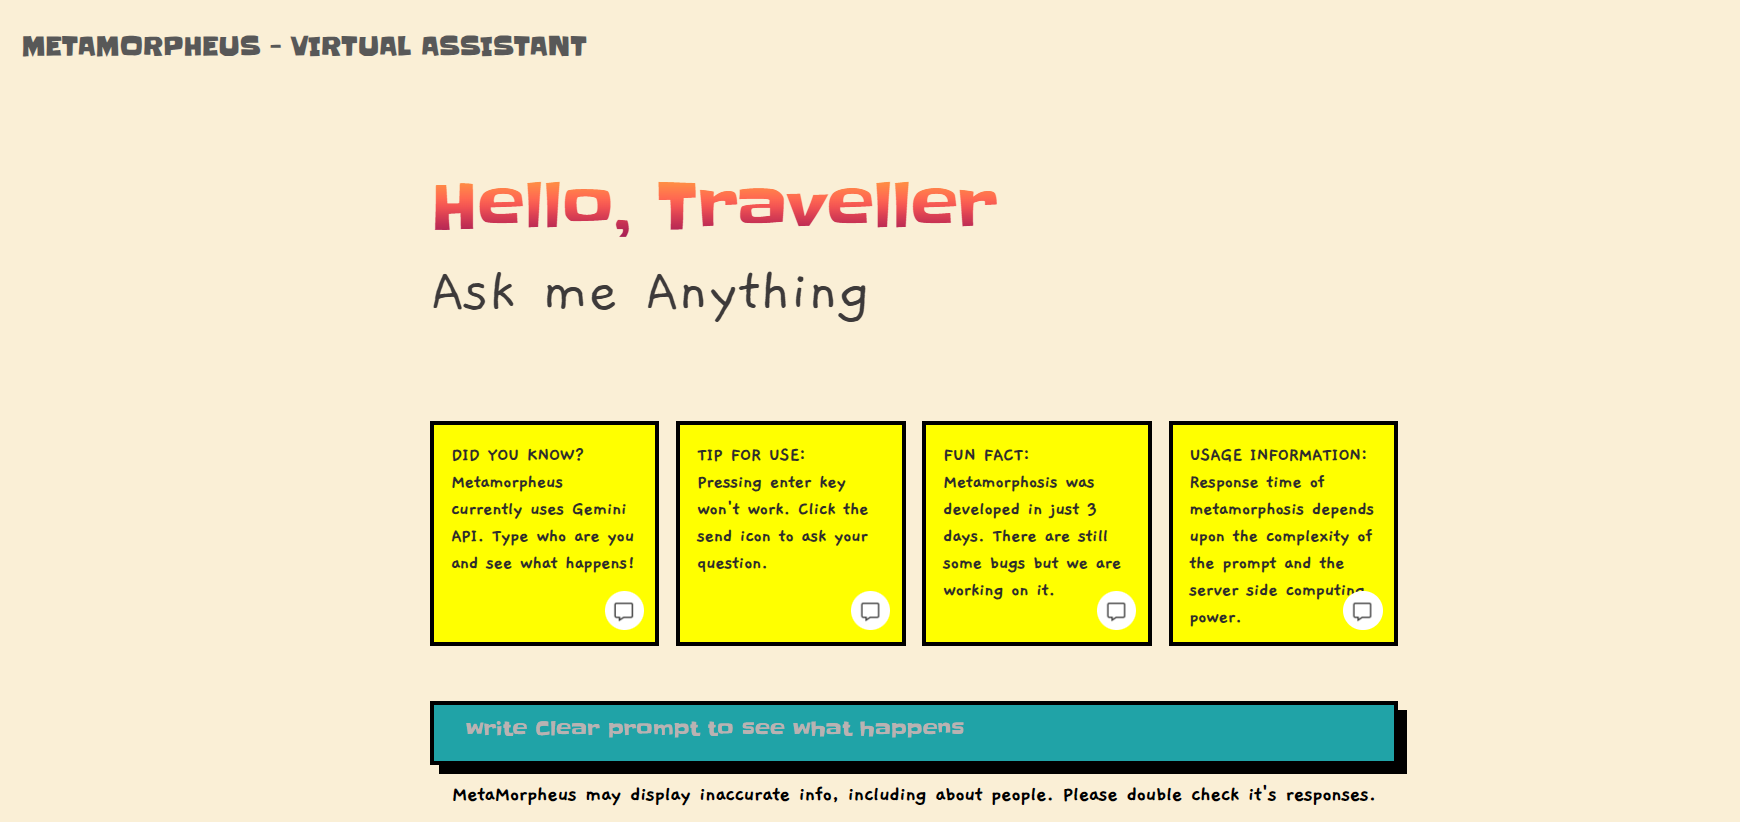 METAMORPHEUS - VIRTUAL ASSISTANT
Hello, Traveller
Ask me Anything
DID YOU KNOW?
Metamorpheus
currently uses Gemini
API. Type who are you
and see what happens!
TIP FOR USE:
Pressing enter key
won't work. Click the
send icon to ask your
question.
FUN FACT:
Metamorphosis was
developed in just 3
days. There are still
some bugs but we are
working on it.
USAGE INFORMATION:
Response time of
metamorphosis depends
upon the complexity of
the prompt and the
server side computing
power.
Write Clear prompt to see what happens
MetaMorpheus may display inaccurate info, including about people. Please double check it's responses.